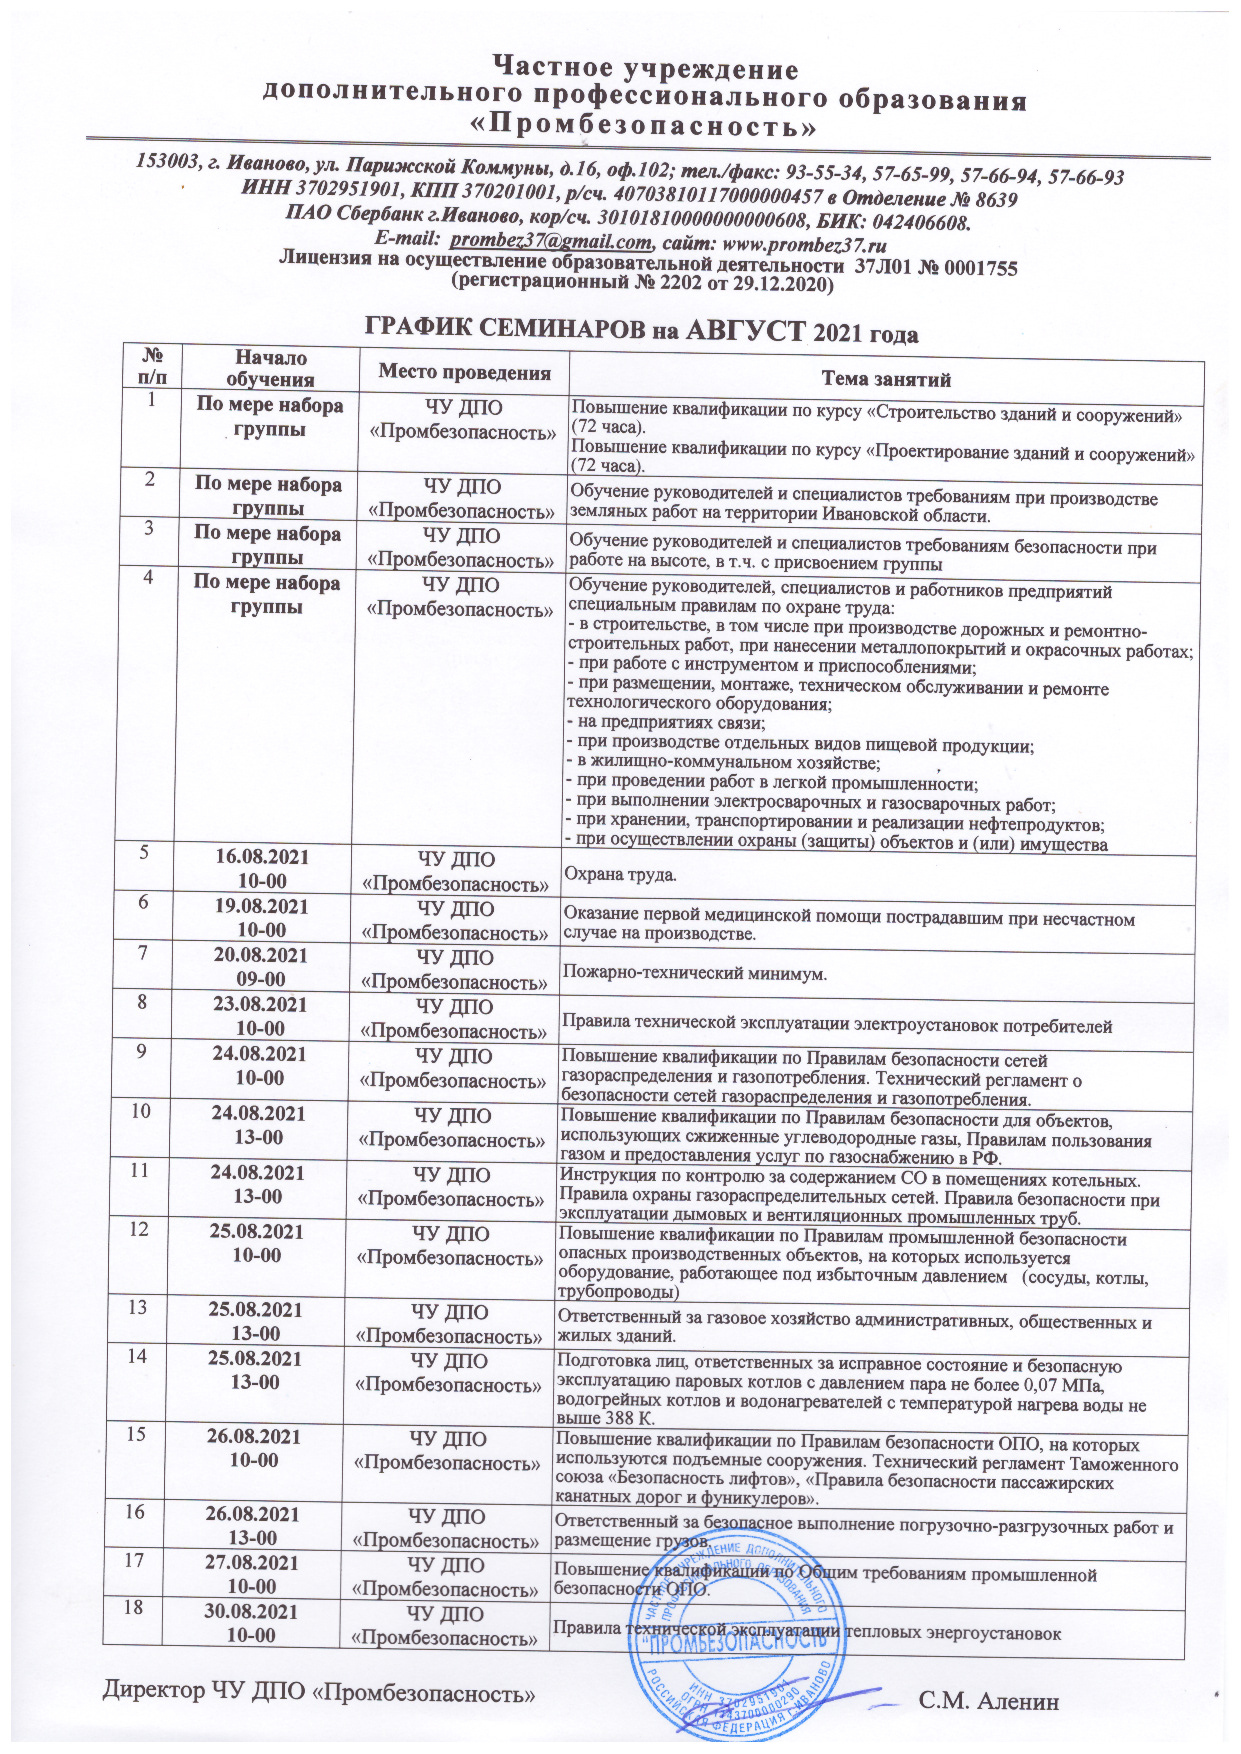 Частное учреждение
дополнительного профессионального образования
«Промбезопасность»
153003, г. Иваново, ул. Парижской Коммуны, д.16, оф.102; тел./факс: 93-55-34, 57-65-99, 57-66-94, 57-66-93
ИНН 3702951901, КПП 370201001, р/сч. 40703810117000000457 в Отделение № 8639
ПАО Сбербанк г.Иваново, кор/сч. 30101810000000000608, БИК: 042406608.
E-mail: prombez37@gmail.com, сайт: www.prombez37.ru
Лицензия на осуществление образовательной деятельности 37Л01 № 0001755
(регистрационный № 2202 от 29.12.2020)
ГРАФИК СЕМИНАРОВ на АВГУСТ 2021 года
№
п/п
Начало
обучения
Место проведения
Тема занятий
1
По мере набора
группы
ЧУ ДПО
«Промбезопасность»
Повышение квалификации по курсу «Строительство зданий и сооружений»
(72 часа).
Повышение квалификации по курсу «Проектирование зданий и сооружений»
(72 часа).
2
По мере набора
группы
ЧУ ДПО
«Промбезопасность»
Обучение руководителей и специалистов требованиям при производстве
земляных работ на территории Ивановской области.
3
По мере набора
группы
ЧУ ДПО
«Промбезопасность»
Обучение руководителей и специалистов требованиям безопасности при
работе на высоте, в т.ч. с присвоением группы
4
По мере набора
группы
ЧУ ДПО
«Промбезопасность»
Обучение руководителей, специалистов и работников предприятий
специальным правилам по охране труда:
- в строительстве, в том числе при производстве дорожных и ремонтно-
строительных работ, при нанесении металлопокрытий и окрасочных работах;
- при работе с инструментом и приспособлениями;
- при размещении, монтаже, техническом обслуживании и ремонте
технологического оборудования;
- на предприятиях связи;
- при производстве отдельных видов пищевой продукции;
- в жилищно-коммунальном хозяйстве;
- при проведении работ в легкой промышленности;
- при выполнении электросварочных и газосварочных работ;
- при хранении, транспортировании и реализации нефтепродуктов;
- при осуществлении охраны (защиты) объектов и (или) имущества
5
16.08.2021
10-00
ЧУ ДПО
«Промбезопасность»
Охрана труда.
6
19.08.2021
10-00
ЧУ ДПО
«Промбезопасность»
Оказание первой медицинской помощи пострадавшим при несчастном
случае на производстве.
7
20.08.2021
09-00
ЧУ ДПО
«Промбезопасность»
Пожарно-технический минимум.
8
23.08.2021
10-00
ЧУ ДПО
«Промбезопасность»
Правила технической эксплуатации электроустановок потребителей
9
24.08.2021
10-00
ЧУ ДПО
«Промбезопасность»
Повышение квалификации по Правилам безопасности сетей
газораспределения и газопотребления. Технический регламент о
безопасности сетей газораспределения и газопотребления.
10
24.08.2021
13-00
ЧУ ДПО
«Промбезопасность»
Повышение квалификации по Правилам безопасности для объектов,
использующих сжиженные углеводородные газы, Правилам пользования
газом и предоставления услуг по газоснабжению в РФ.
11
24.08.2021
13-00
ЧУ ДПО
«Промбезопасность»
Инструкция по контролю за содержанием СО в помещениях котельных.
Правила охраны газораспределительных сетей. Правила безопасности при
эксплуатации дымовых и вентиляционных промышленных труб.
12
25.08.2021
10-00
ЧУ ДПО
«Промбезопасность»
Повышение квалификации по Правилам промышленной безопасности
опасных производственных объектов, на которых используется
оборудование, работающее под избыточным давлением (сосуды, котлы,
трубопроводы)
13
25.08.2021
13-00
ЧУ ДПО
«Промбезопасность»
Ответственный за газовое хозяйство административных, общественных и
жилых зданий.
14
25.08.2021
13-00
ЧУ ДПО
«Промбезопасность»
Подготовка лиц, ответственных за исправное состояние и безопасную
эксплуатацию паровых котлов с давлением пара не более 0,07 МПа,
водогрейных котлов и водонагревателей с температурой нагрева воды не
выше 388 К.
15
26.08.2021
10-00
ЧУ ДПО
«Промбезопасность»
Повышение квалификации по Правилам безопасности ОПО, на которых
используются подъемные сооружения. Технический регламент Таможенного
союза «Безопасность лифтов», «Правила безопасности пассажирских
канатных дорог и фуникулеров».
16
26.08.2021
13-00
ЧУ ДПО
«Промбезопасность»
Ответственный за безопасное выполнение погрузочно-разгрузочных работ и
размещение грузов.
17
27.08.2021
10-00
ЧУ ДПО
«Промбезопасность»
Повышение квалификации по Общим требованиям промышленной
безопасности ОПО.
18
30.08.2021
10-00
ЧУ ДПО
«Промбезопасность»
Правила технической эксплуатации тепловых энергоустановок
ЧАСТНОЕ УЧРЕЖДЕНИЕ ДОПОЛНИТЕЛЬНОГО
ПРОФЕССИОНАЛЬНОГО ОБРАЗОВАНИЯ
"ПРОМБЕЗОПАСНОСТЬ"
ИНН 3702951901
ОГРН 1143700000290
РОССИЙСКАЯ ФЕДЕРАЦИЯ Г.ИВАНОВО
Директор ЧУ ДПО «Промбезопасность»
С.М. Аленин